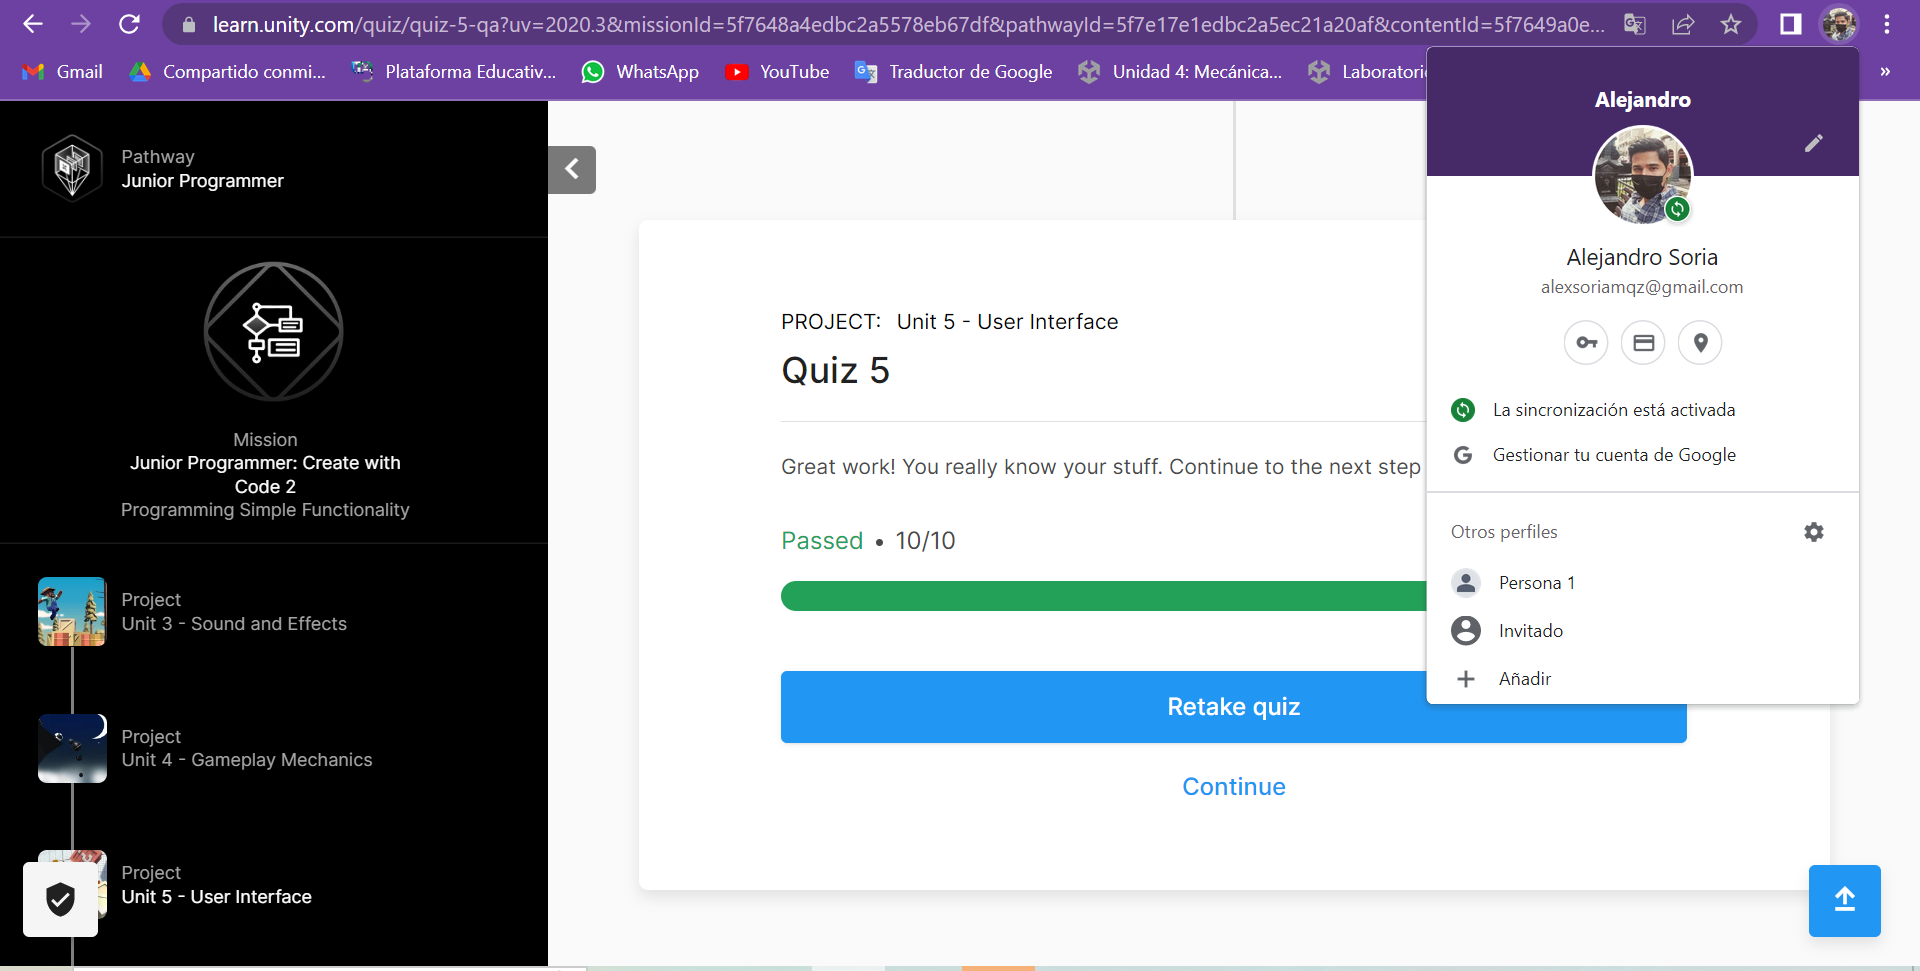 learn.unity.com/quiz/quiz-5-qa?uv=2020.3&missionId=5f7648a4edbc2a5578eb67df&pathwayId=5f7e17e1edbc2a5ec21a20af&contentId=5f7649a0e...
Gmail
Compartido conmi...
Plataforma Educativ...
WhatsApp
YouTube
Traductor de Google
Unidad 4: Mecánica...
Laboratori
»
Pathway
Junior Programmer
Mission
Junior Programmer: Create with
Code 2
Programming Simple Functionality
Project
Unit 3 - Sound and Effects
Project
Unit 4 - Gameplay Mechanics
Project
Unit 5 - User Interface
PROJECT: Unit 5 - User Interface
Quiz 5
Great work! You really know your stuff. Continue to the next step
Passed • 10/10
Retake quiz
Continue
Alejandro
Alejandro Soria
alexsoriamqz@gmail.com
La sincronización está activada
Gestionar tu cuenta de Google
Otros perfiles
Persona 1
Invitado
Añadir